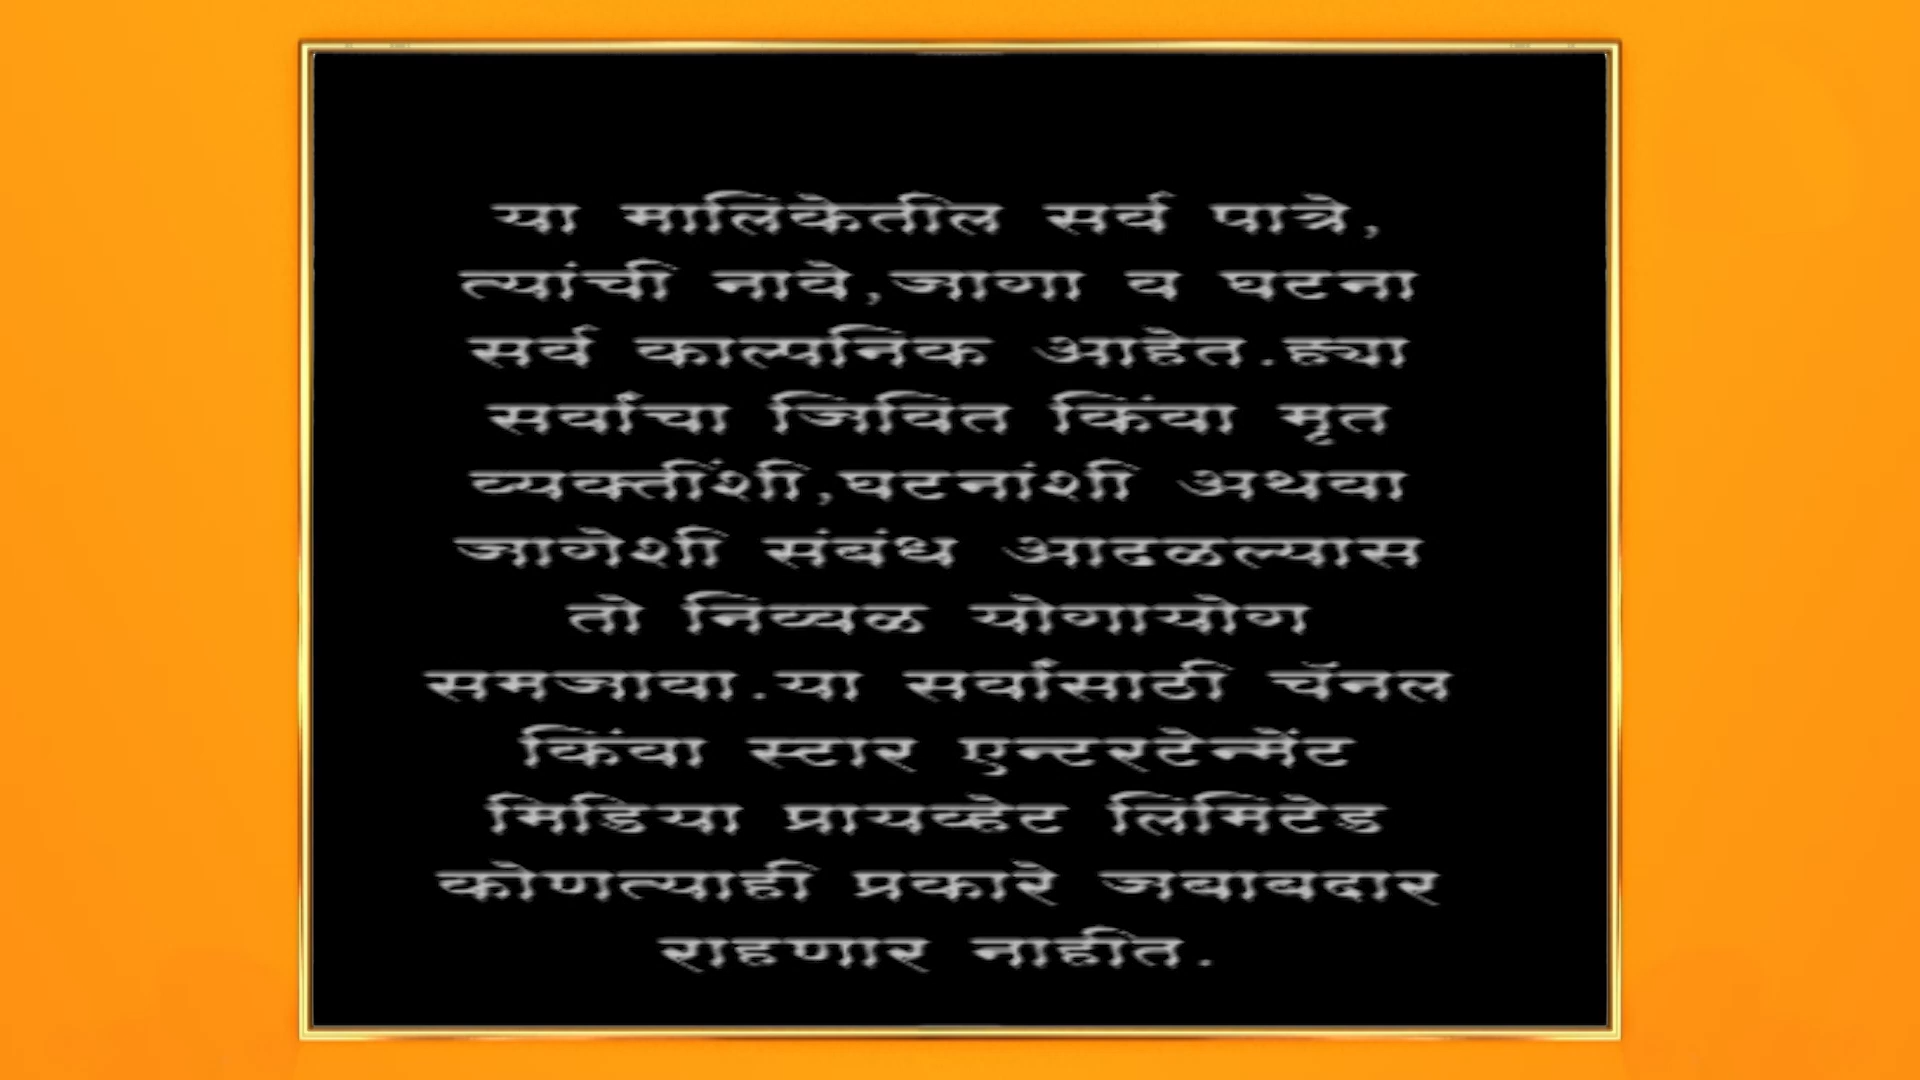 या मालिकेतील सर्व पात्रे,
त्यांची नावे,जागा व घटना
सर्व काल्पनिक आहेत.ह्या
सर्वांचा जिवित किंवा मृत
व्यक्तींशी,घटनांशी अथवा
जागेशी संबंध आढळल्यास
तो निव्वळ योगायोग
समजावा.या सर्वांसाठी चॅनल
किंवा स्टार एन्टरटेन्मेंट
मिडिया प्रायव्हेट लिमिटेड
कोणत्याही प्रकारे जबाबदार
राहणार नाहीत.